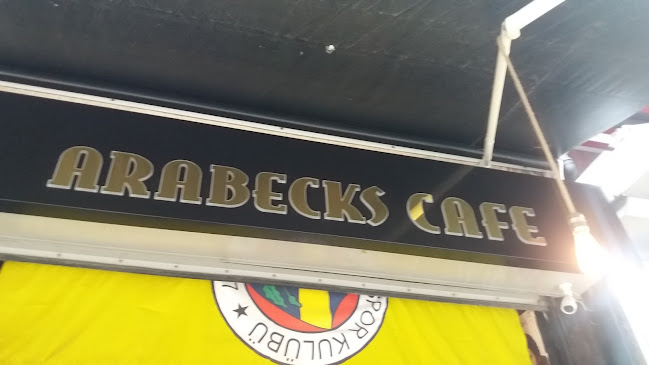 ARABECKS CAFE
SPOR KULÜBÜ ★